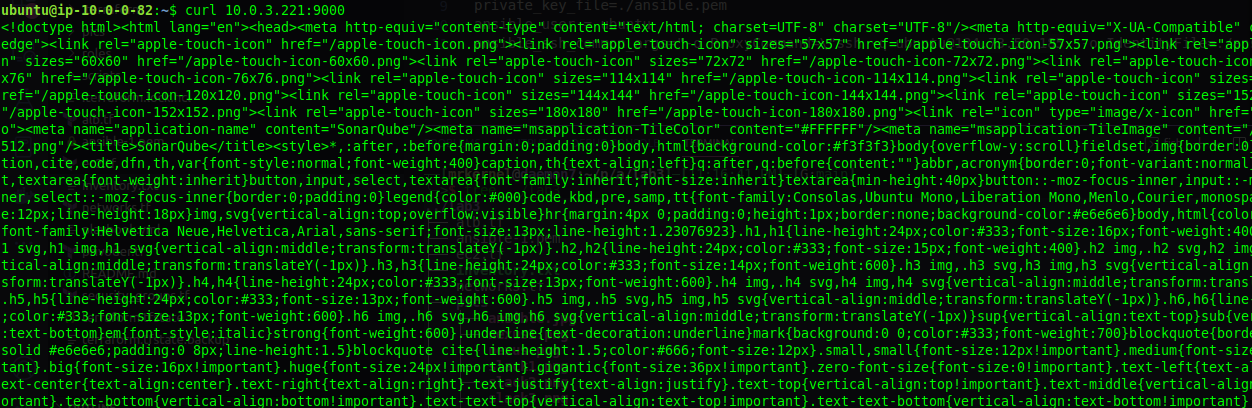 ubuntu@ip-10-0-0-82:~$ curl 10.0.3.221:9000
<!doctype html><html lang="en"><head><meta http-equiv="content-type" content="text/html; charset=UTF-8" charset="UTF-8"/><meta http-equiv="X-UA-Compatible" c
edge"><link rel="apple-touch-icon" href="/apple-touch-icon.png"><link rel="apple-touch-icon" sizes="57x57" href="/apple-touch-icon-57x57.png"><link rel="app
n" sizes="60x60" href="/apple-touch-icon-60x60.png"><link rel="apple-touch-icon" sizes="72x72" href="/apple-touch-icon-72x72.png"><link rel="apple-touch-icon
x76" href="/apple-touch-icon-76x76.png"><link rel="apple-touch-icon" sizes="114x114" href="/apple-touch-icon-114x114.png"><link rel="apple-touch-icon" sizes
/apple-touch-icon-120x120.png"><link rel="apple-touch-icon" sizes="144x144" href="/apple-touch-icon-144x144.png"><link rel="apple-touch-icon" sizes="152
"/apple-touch-icon-152x152.png"><link rel="apple-touch-icon" sizes="180x180" href="/apple-touch-icon-180x180.png"><link rel="icon" type="image/x-icon" href
o"><meta name="application-name" content="SonarQube"/><meta name="msapplication-TileColor" content="#FFFFFF"/><meta name="msapplication-TileImage" content="/
512.png"/><title>SonarQube</title><style>*,:after,:before{margin:0;padding:0}body,html{background-color:#f3f3f3}body{overflow-y:scroll}fieldset,img{border:0}
tion,cite,code,dfn,th,var{font-style:normal;font-weight:400}caption,th{text-align:left}q:after,q:before{content:""}abbr,acronym{border:0;font-variant:normal
t,textarea{font-weight:inherit}button,input,select,textarea{font-family:inherit;font-size:inherit}textarea{min-height:40px}button::-moz-focus-inner,input::-m
ner,select::-moz-focus-inner{border:0;padding:0}legend{color:#000}code,kbd,pre,samp,tt{font-family:Consolas,Ubuntu Mono,Liberation Mono,Menlo,Courier,monospa
e:12px;line-height:18px}img,svg{vertical-align:top;overflow:visible}hr{margin:4px 0;padding:0;height:1px;border:none;background-color:#e6e6e6}body,html{color
font-family:Helvetica Neue,Helvetica,Arial,sans-serif;font-size:13px;line-height:1.23076923}.h1,h1{line-height:24px;color:#333;font-size:16px;font-weight:400
1 svg,h1 img,h1 svg{vertical-align:middle;transform:translateY(-1px)}.h2,h2{line-height:24px;color:#333;font-size:15px;font-weight:400}.h2 img,.h2 svg,h2 im
tical-align:middle;transform:translateY(-1px)}.h3,h3{line-height:24px;color:#333;font-size:14px;font-weight:600}.h3 img,.h3 svg,h3 img,h3 svg{vertical-align
sform:translateY(-1px)}.h4,h4{line-height:24px;color:#333;font-size:13px;font-weight:600}.h4 img,.h4 svg,h4 img,h4 svg{vertical-align:middle;transform:transl
.h5,h5{line-height:24px;color:#333;font-size:13px;font-weight:600}.h5 img,.h5 svg,h5 img,h5 svg{vertical-align:middle;transform:translateY(-1px)}.h6,h6{line
;color:#333;font-size:13px;font-weight:600}.h6 img,.h6 svg,h6 img,h6 svg{vertical-align:middle;transform:translateY(-1px)}sup{vertical-align:text-top}sub{ver
:text-bottom}em{font-style:italic}strong{font-weight:600}.underline{text-decoration:underline}mark{background:0 0;color:#333;font-weight:700}blockquote{borde
solid #e6e6e6;padding:0 8px;line-height:1.5}blockquote cite{line-height:1.5;color:#666;font-size:12px}.small,small{font-size:12px!important}.medium{font-size
tant}.big{font-size:16px!important}.huge{font-size:24px!important}.gigantic{font-size:36px!important}.zero-font-size{font-size:0!important}.text-left{text-al
ext-center{text-align:center}.text-right{text-align:right}.text-justify{text-align:justify}.text-top{vertical-align:top!important}.text-middle{vertical-align
ortant}.text-bottom{vertical-align:bottom!important}.text-text-top{vertical-align:text-top!important}.text-text-bottom{vertical-align:text-bottom!important}